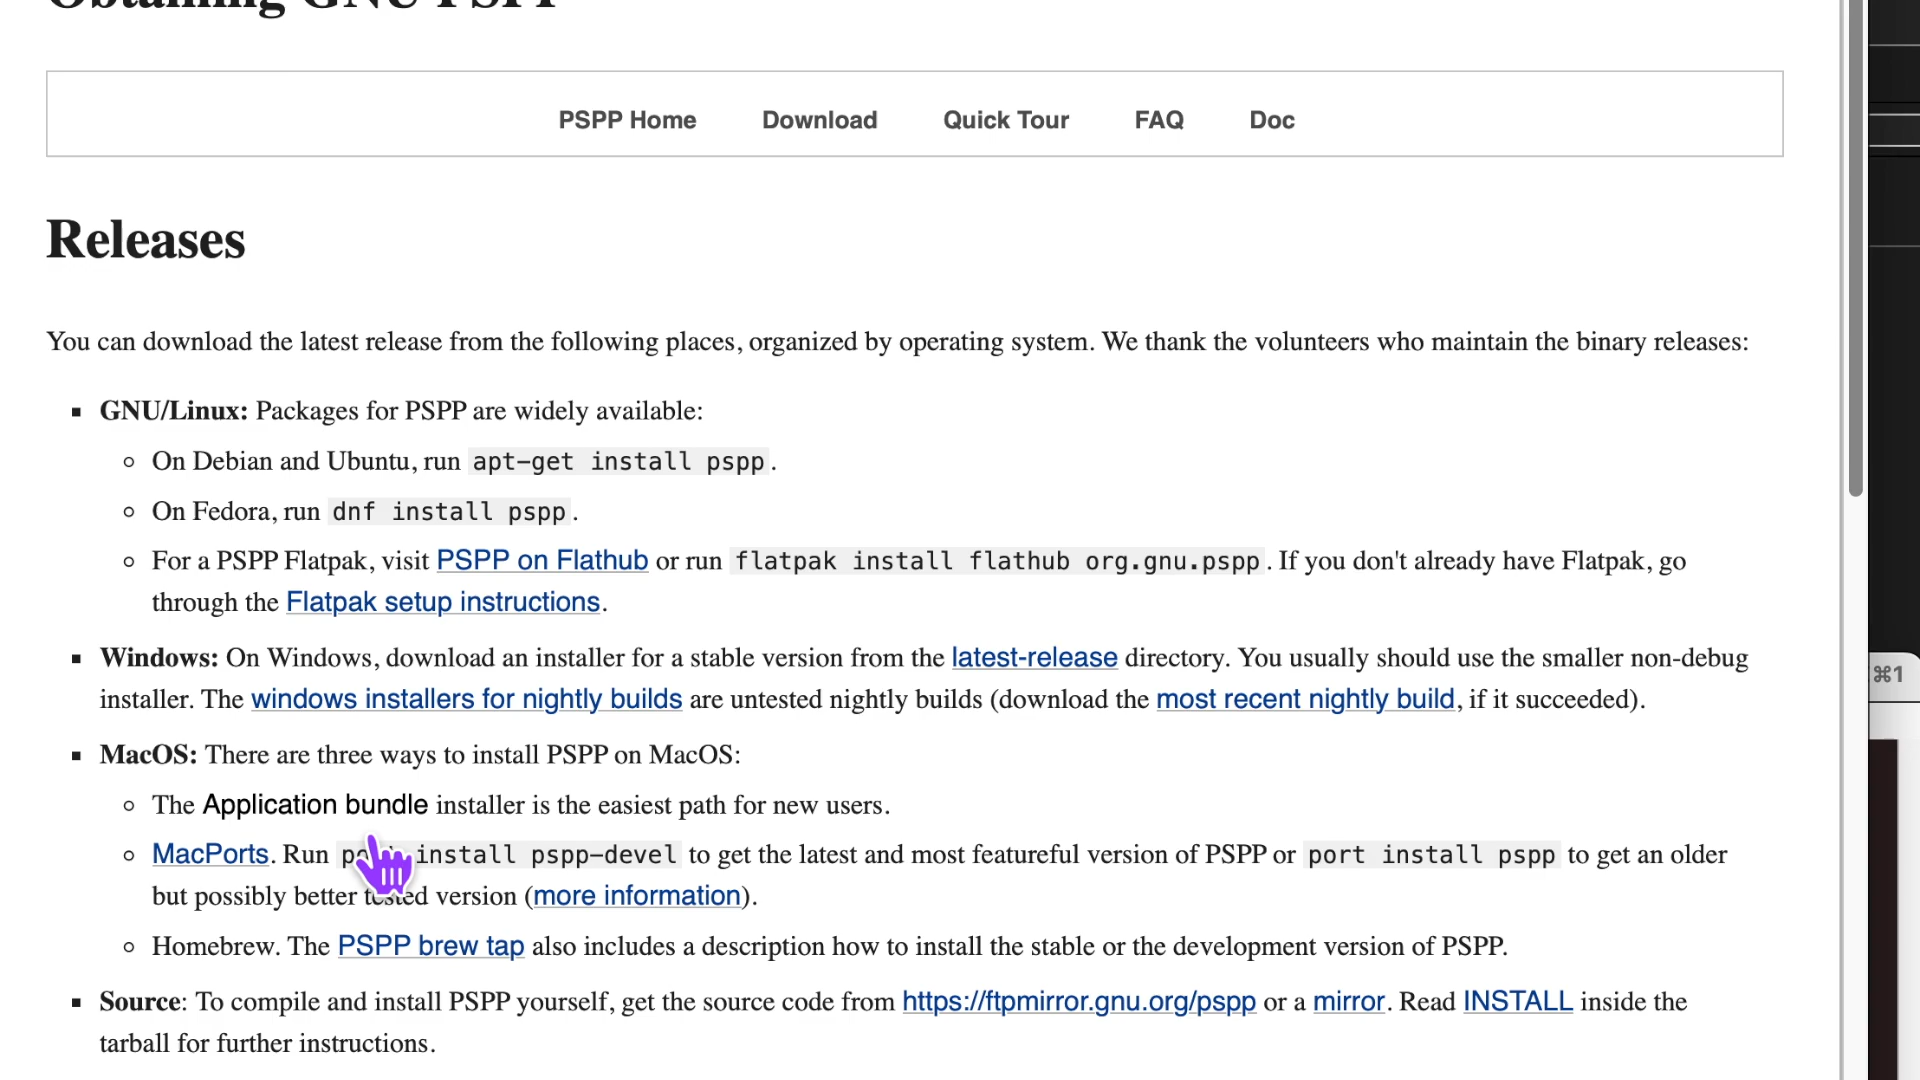 Obtaining GNU PSPP
PSPP Home Download Quick Tour FAQ Doc
Releases
You can download the latest release from the following places, organized by operating system. We thank the volunteers who maintain the binary releases:
GNU/Linux: Packages for PSPP are widely available:
On Debian and Ubuntu, run apt-get install pspp.
On Fedora, run dnf install pspp.
For a PSPP Flatpak, visit PSPP on Flathub or run flatpak install flathub org.gnu.pspp. If you don't already have Flatpak, go
through the Flatpak setup instructions.
Windows: On Windows, download an installer for a stable version from the latest-release directory. You usually should use the smaller non-debug
installer. The windows installers for nightly builds are untested nightly builds (download the most recent nightly build, if it succeeded).
⌘1
MacOS: There are three ways to install PSPP on MacOS:
The Application bundle installer is the easiest path for new users.
MacPorts. Run port install pspp-devel to get the latest and most featureful version of PSPP or port install pspp to get an older
but possibly better tested version (more information).
Homebrew. The PSPP brew tap also includes a description how to install the stable or the development version of PSPP.
Source: To compile and install PSPP yourself, get the source code from https://ftpmirror.gnu.org/pspp or a mirror. Read INSTALL inside the
tarball for further instructions.